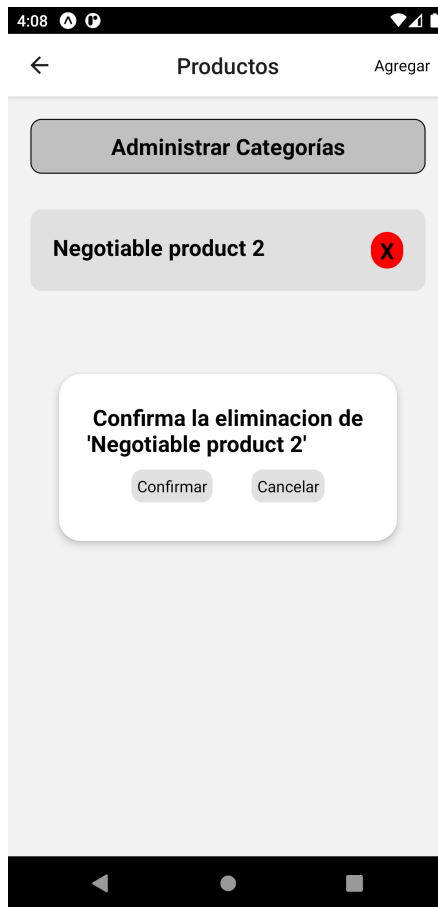 4:08
Productos
Agregar
Administrar Categorías
Negotiable product 2
X
Confirma la eliminacion de
'Negotiable product 2'
Confirmar
Cancelar